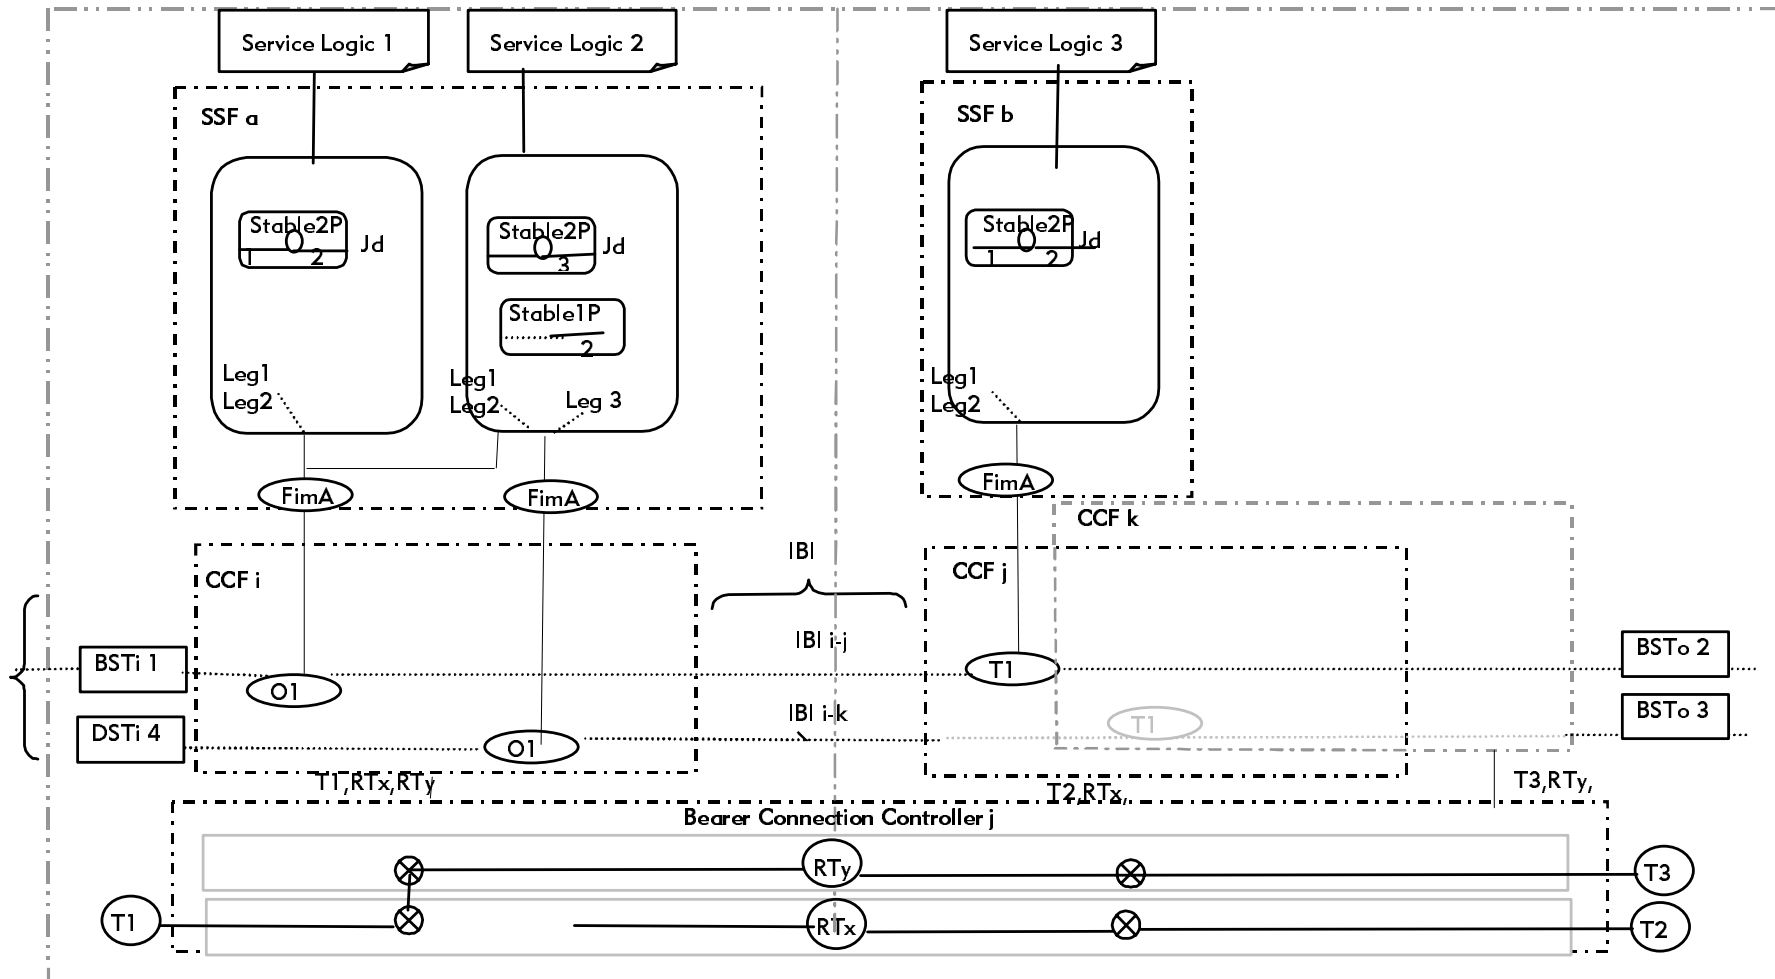 Service Logic 1
Service Logic 2
Service Logic 3
SSF a
SSF b
Stable2P
1 2
Jd
Stable2P
3
Jd
Stable2P
1 2
Jd
Stable1P
2
Leg1
Leg2
Leg1
Leg2
Leg 3
Leg1
Leg2
FimA
FimA
FimA
CCF k
IBI
CCF i
CCF j
IBI i-j
BSTi 1
O1
T1
BSTo 2
IBI i-k
DSTi 4
O1
T1
BSTo 3
T1,RTx,RTy
T2,RTx,
T3,RTy,
Bearer Connection Controller j
RTy
T3
T1
RTx
T2